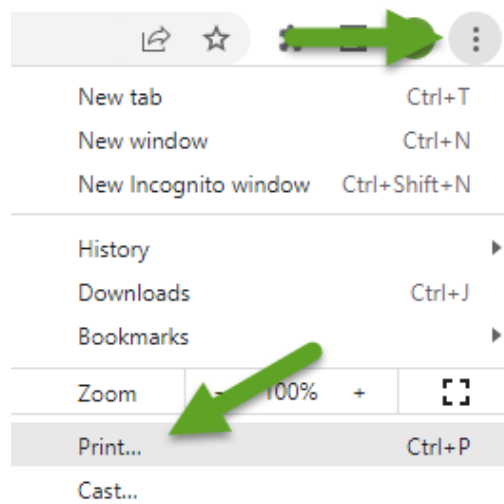 New tab Ctrl+T
New window Ctrl+N
New Incognito window Ctrl+Shift+N
History
Downloads Ctrl+J
Bookmarks
Zoom - 100% +
Print... Ctrl+P
Cast...